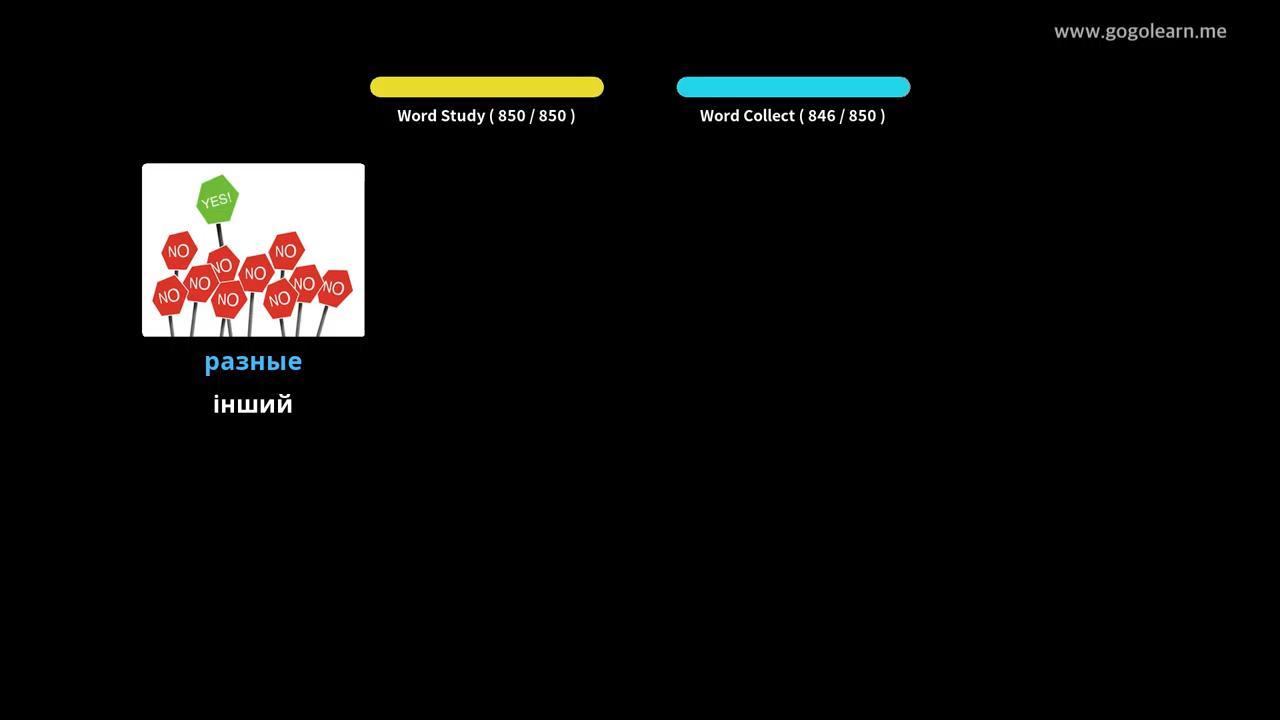 www.gogolearn.me
Word Study ( 850 / 850 )
Word Collect ( 846 / 850 )
YES!
NO
NO
NO
NO
NO
NO
NO
NO
NO
NO
разные
інший